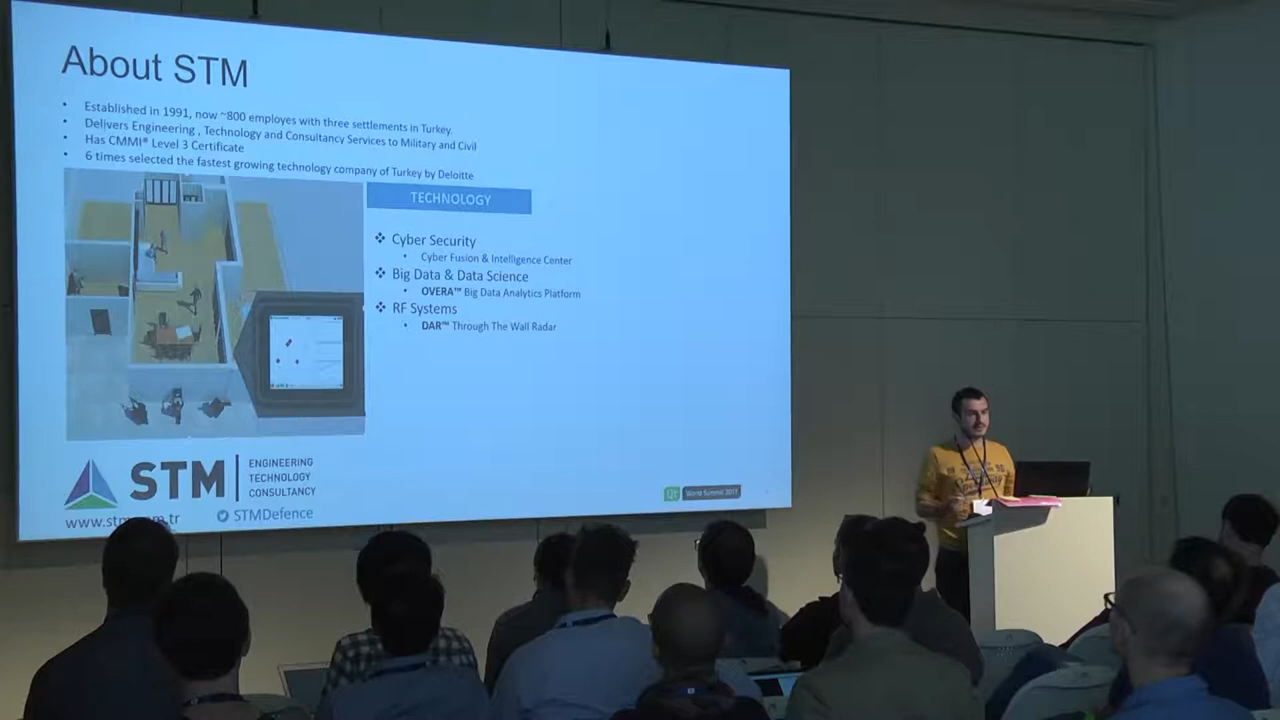 About STM
• Established in 1991, now ~800 employes with three settlements in Turkey.
• Delivers Engineering , Technology and Consultancy Services to Military and Civil
• Has CMMI® Level 3 Certificate
• 6 times selected the fastest growing technology company of Turkey by Deloitte
TECHNOLOGY
❖ Cyber Security
• Cyber Fusion & Intelligence Center
❖ Big Data & Data Science
• OVERA™ Big Data Analytics Platform
❖ RF Systems
• DAR™ Through The Wall Radar
STM
ENGINEERING
TECHNOLOGY
CONSULTANCY
STMDefence
Qt World Summit 2017